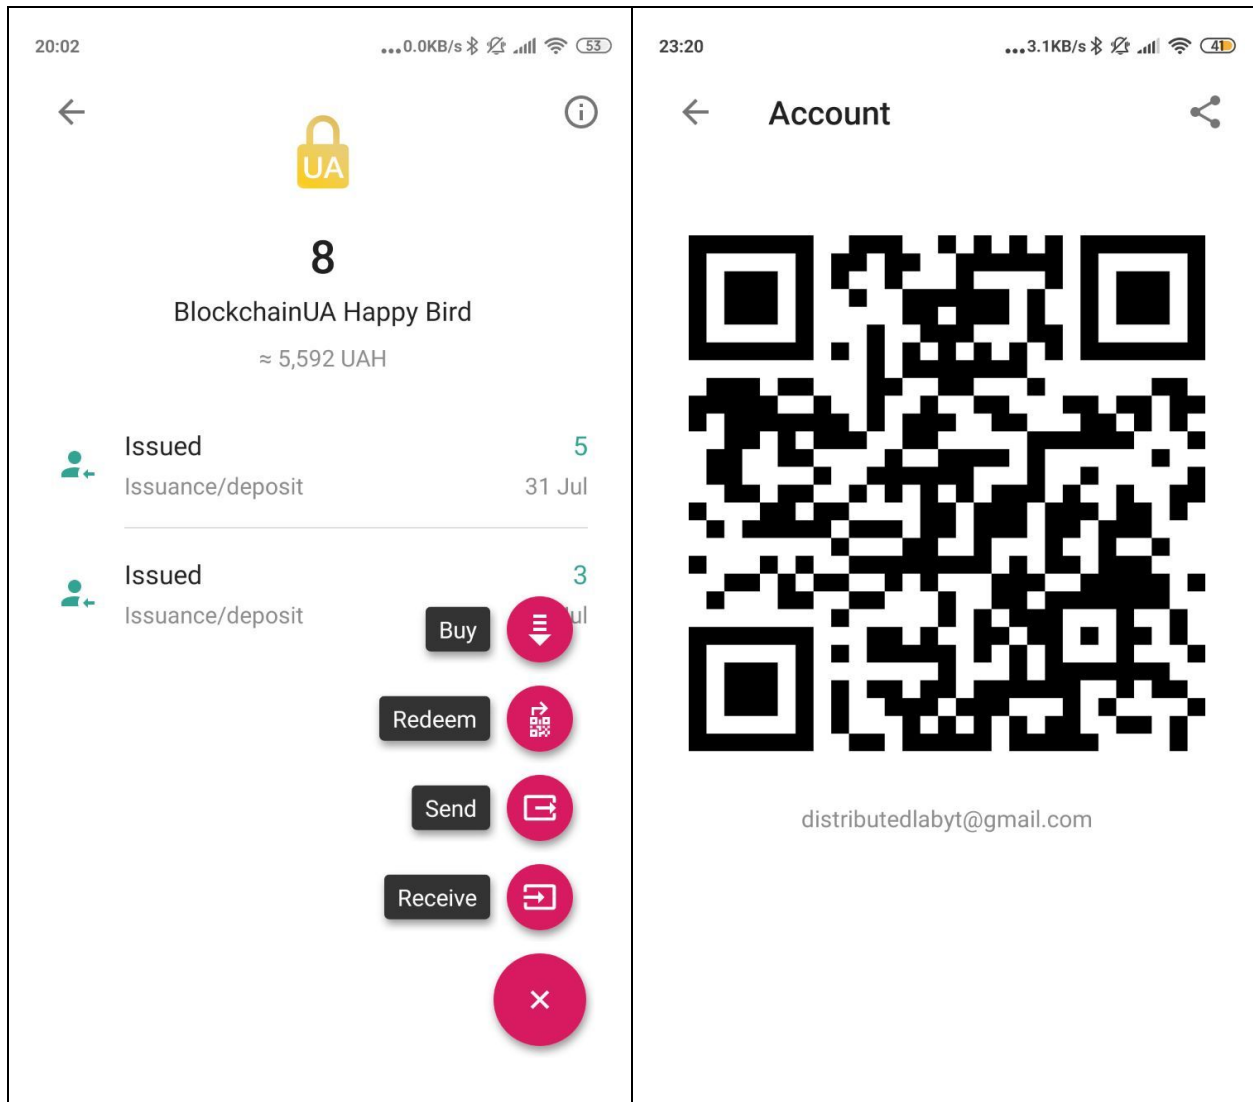 20:02
...0.0KB/s 53
UA
8
BlockchainUA Happy Bird
≈ 5,592 UAH
Issued 5
Issuance/deposit 31 Jul
Issued 3
Issuance/deposit
Buy
Redeem
Send
Receive
23:20
...3.1KB/s 41
Account
distributedlabyt@gmail.com